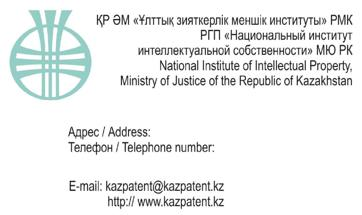 ҚР ӘМ «Ұлттық зияткерлік меншік институты» РМК
РГП «Национальный институт
интеллектуальной собственности» МЮ РК
National Institute of Intellectual Property,
Ministry of Justice of the Republic of Kazakhstan
Адрес / Address:
Телефон / Telephone number:
E-mail: kazpatent@kazpatent.kz
http:// www.kazpatent.kz